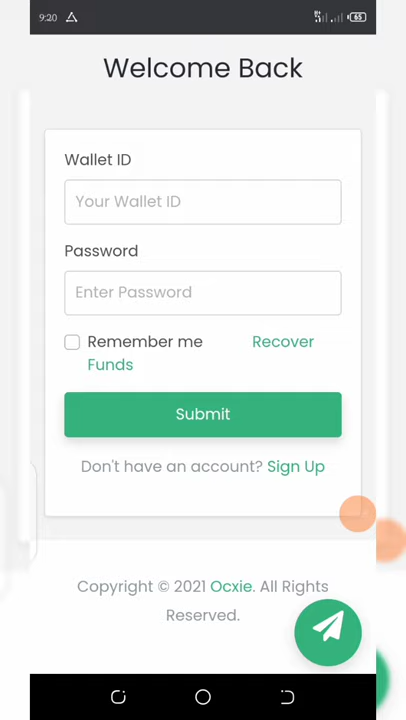 9:20
65
Welcome Back
Wallet ID
Your Wallet ID
Password
Enter Password
Remember me Recover
Funds
Submit
Don't have an account? Sign Up
Copyright © 2021 Ocxie. All Rights
Reserved.